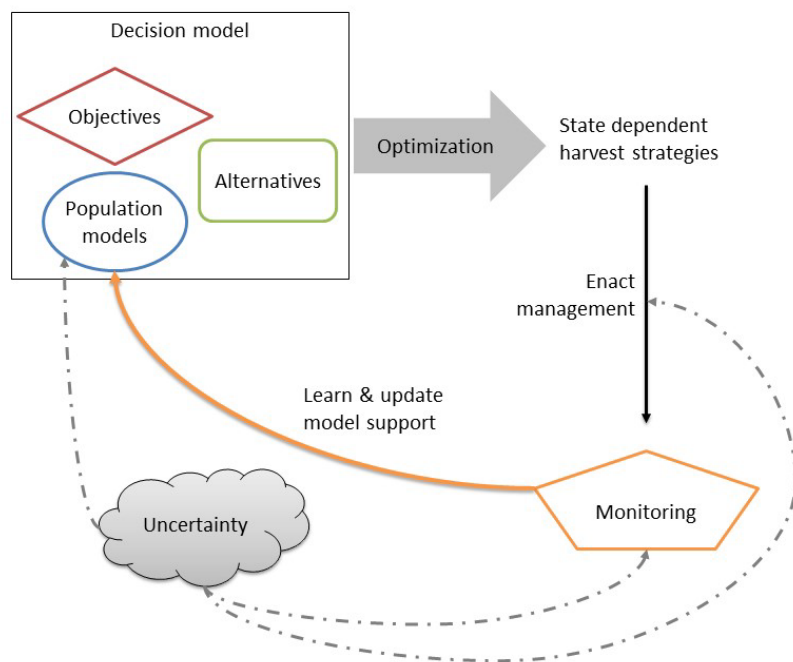 Decision model
Objectives
Alternatives
Population
models
Optimization
State dependent
harvest strategies
Enact
management
Learn & update
model support
Uncertainty
Monitoring